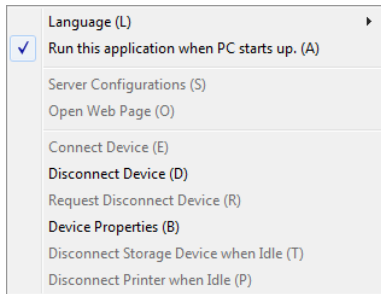 Language (L)
Run this application when PC starts up. (A)
Server Configurations (S)
Open Web Page (O)
Connect Device (E)
Disconnect Device (D)
Request Disconnect Device (R)
Device Properties (B)
Disconnect Storage Device when Idle (T)
Disconnect Printer when Idle (P)